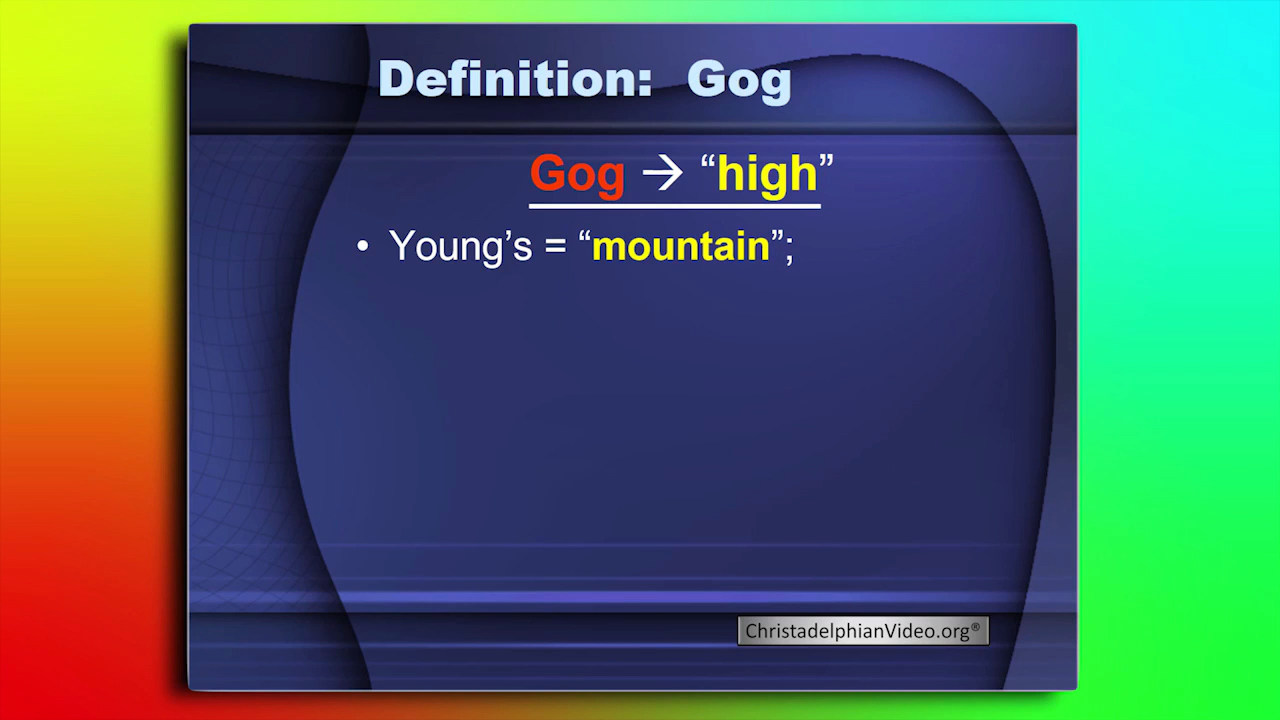 Definition: Gog
Gog → “high”
• Young’s = “mountain”;
ChristadelphianVideo.org®